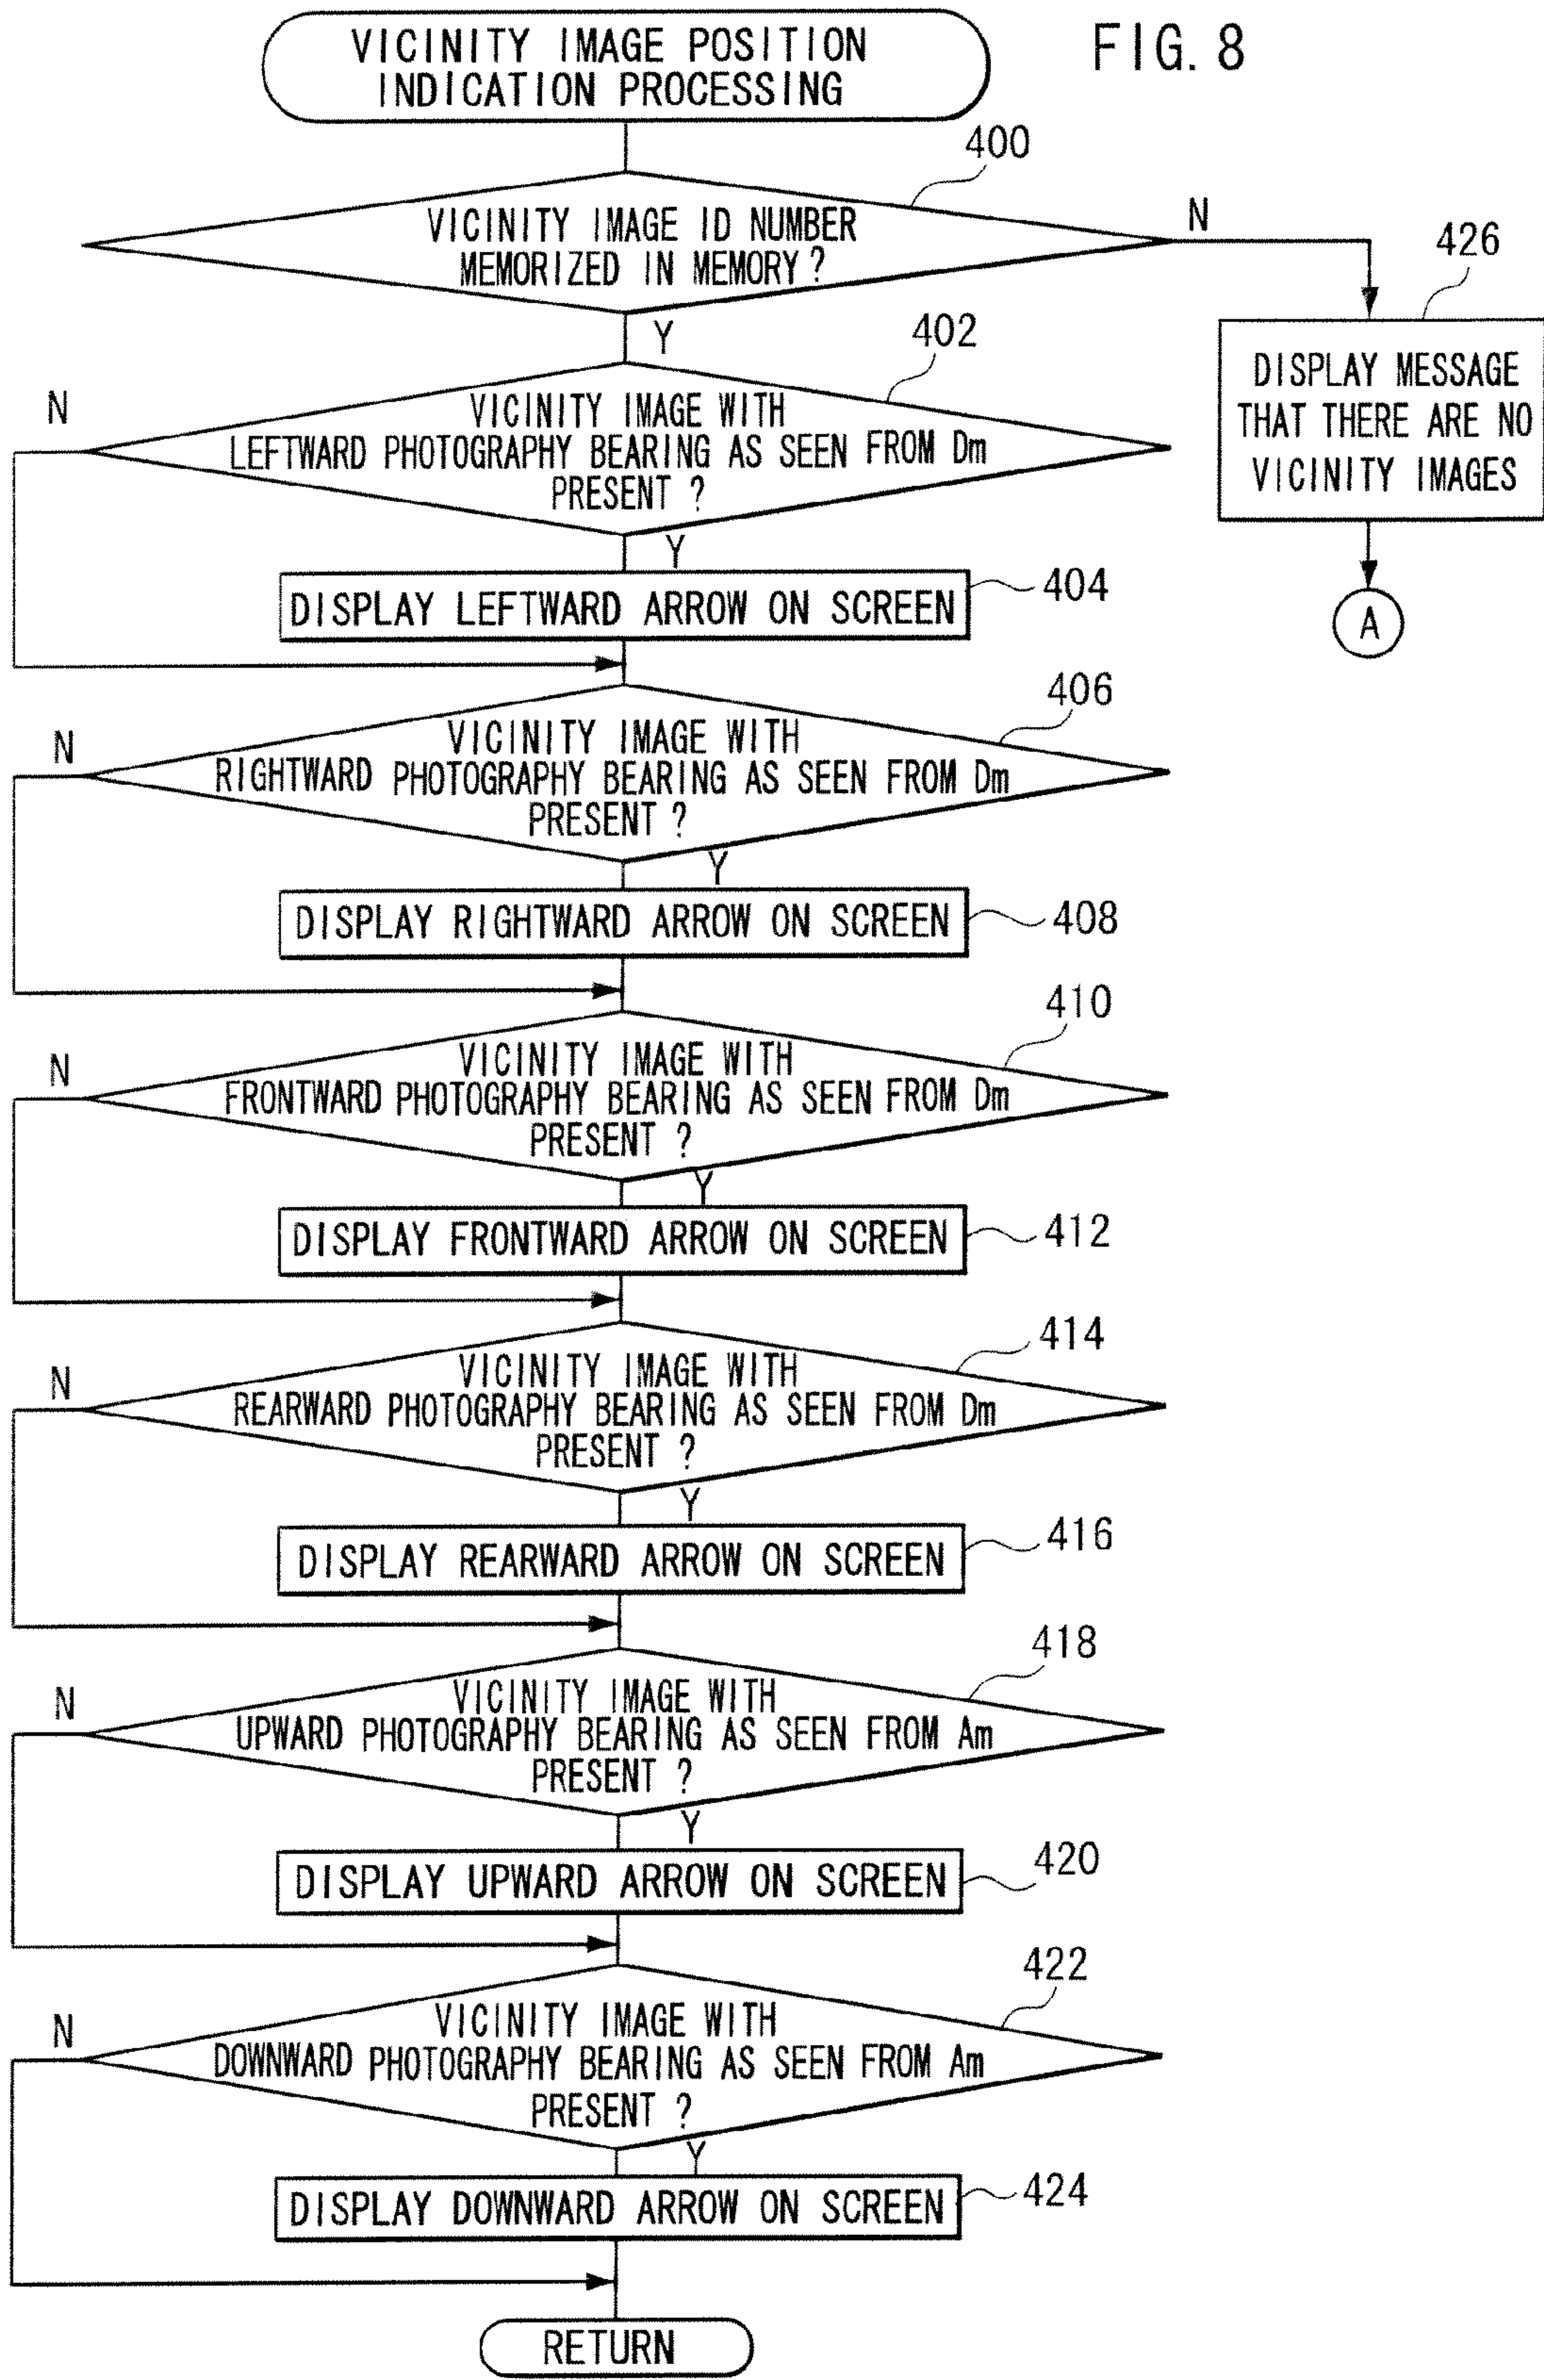 FIG. 8
VICINITY IMAGE POSITION
INDICATION PROCESSING
400
VICINITY IMAGE ID NUMBER
MEMORIZED IN MEMORY ?
N
Y
426
DISPLAY MESSAGE
THAT THERE ARE NO
VICINITY IMAGES
A
402
VICINITY IMAGE WITH
LEFTWARD PHOTOGRAPHY BEARING AS SEEN FROM Dm
PRESENT ?
N
Y
DISPLAY LEFTWARD ARROW ON SCREEN
404
406
VICINITY IMAGE WITH
RIGHTWARD PHOTOGRAPHY BEARING AS SEEN FROM Dm
PRESENT ?
N
Y
DISPLAY RIGHTWARD ARROW ON SCREEN
408
410
VICINITY IMAGE WITH
FRONTWARD PHOTOGRAPHY BEARING AS SEEN FROM Dm
PRESENT ?
N
Y
DISPLAY FRONTWARD ARROW ON SCREEN
412
414
VICINITY IMAGE WITH
REARWARD PHOTOGRAPHY BEARING AS SEEN FROM Dm
PRESENT ?
N
Y
DISPLAY REARWARD ARROW ON SCREEN
416
418
VICINITY IMAGE WITH
UPWARD PHOTOGRAPHY BEARING AS SEEN FROM Am
PRESENT ?
N
Y
DISPLAY UPWARD ARROW ON SCREEN
420
422
VICINITY IMAGE WITH
DOWNWARD PHOTOGRAPHY BEARING AS SEEN FROM Am
PRESENT ?
N
Y
DISPLAY DOWNWARD ARROW ON SCREEN
424
RETURN